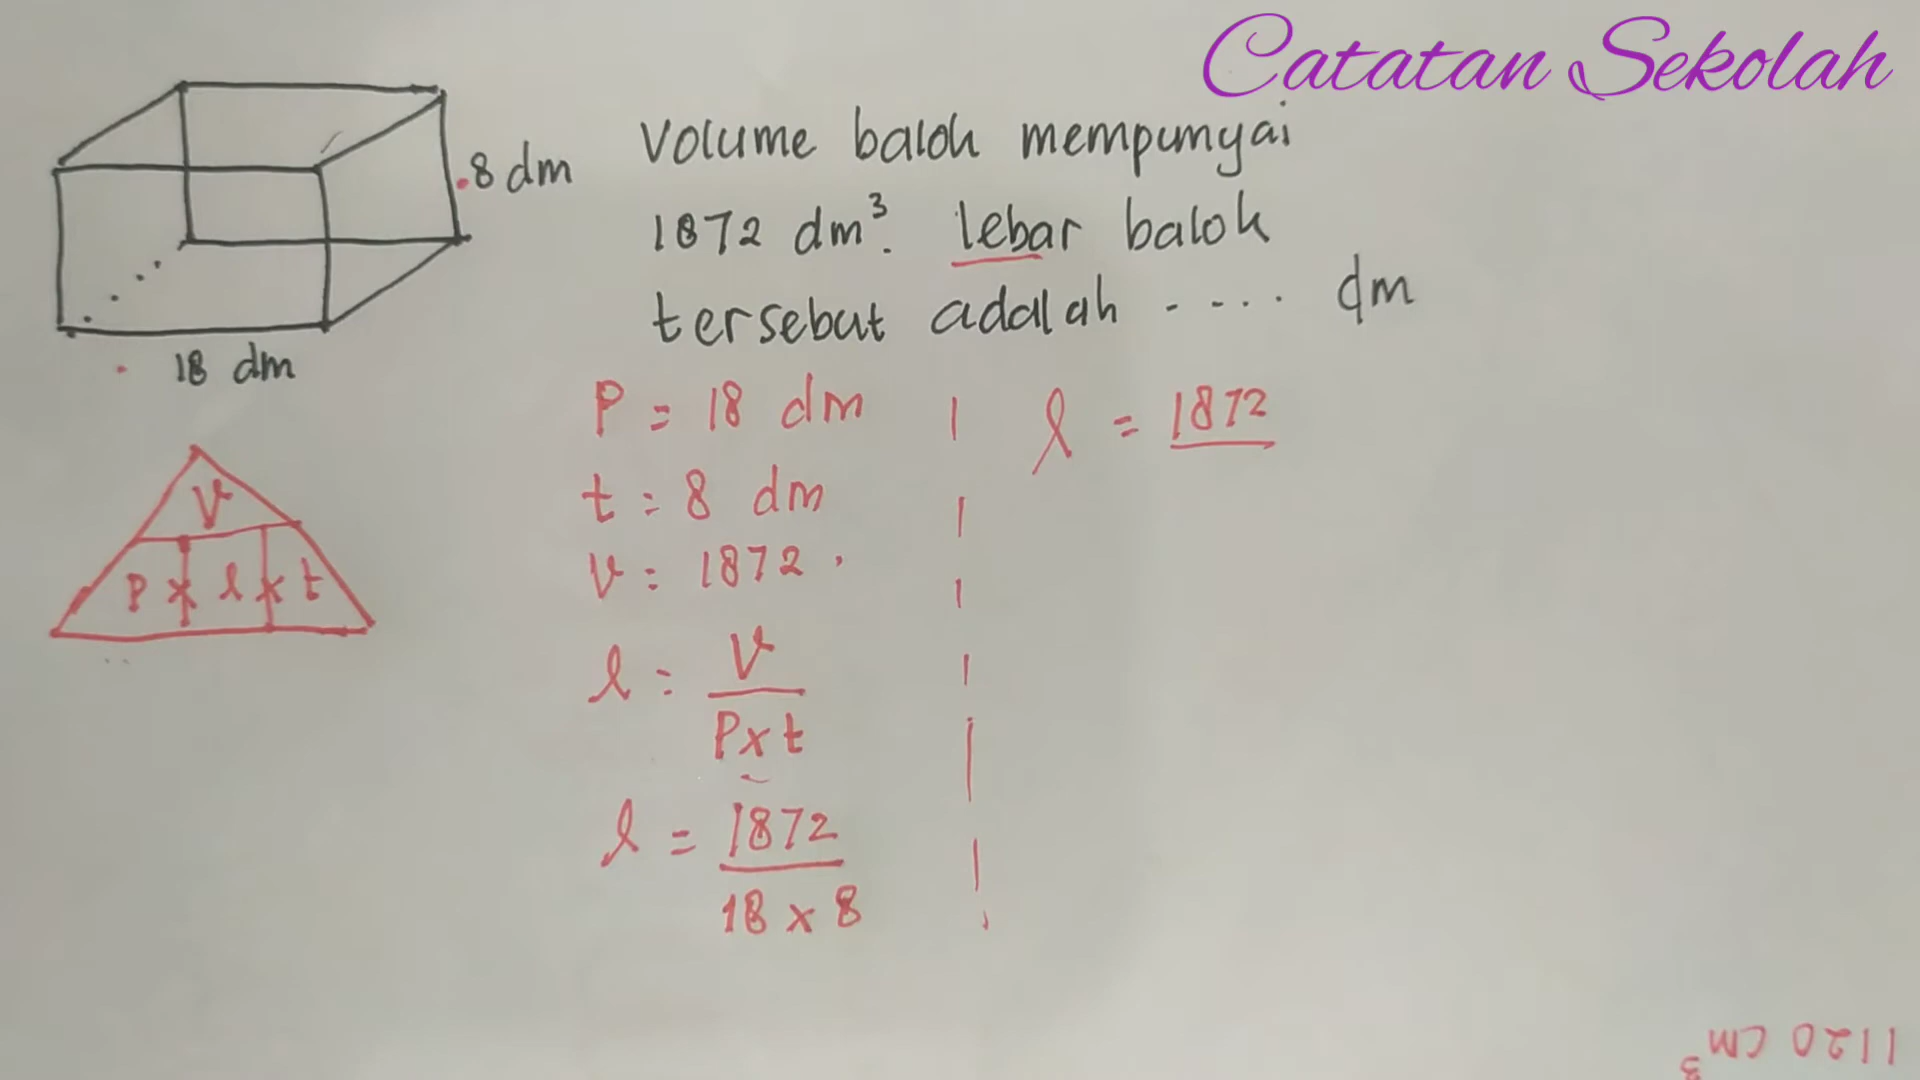 Catatan Sekolah
8 dm
18 dm
Volume balok mempunyai
1872 dm³. lebar balok
tersebut adalah .... dm
V
P x l x t
P = 18 dm
t = 8 dm
V = 1872
l = V
P x t
l = 1872
18 x 8
l = 1872
1120 cm³